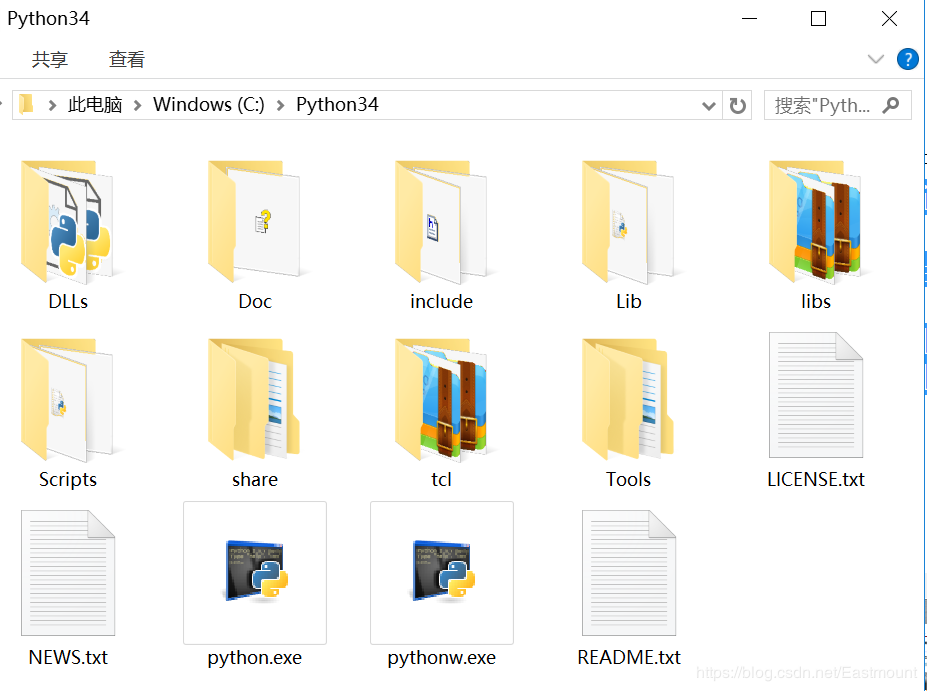 Python34
共享 查看
此电脑 Windows (C:) Python34 搜索"Pyth...
DLLs Doc include Lib libs
Scripts share tcl Tools LICENSE.txt
NEWS.txt python.exe pythonw.exe README.txt
https://blog.csdn.net/Eastmount